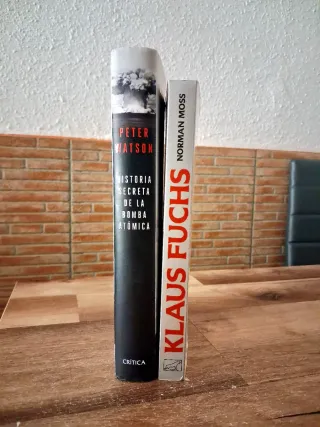 PETER
WATSON
HISTORIA
SECRETA
DE LA
BOMBA
ATÓMICA
CRÍTICA
KLAUS FUCHS
NORMAN MOSS